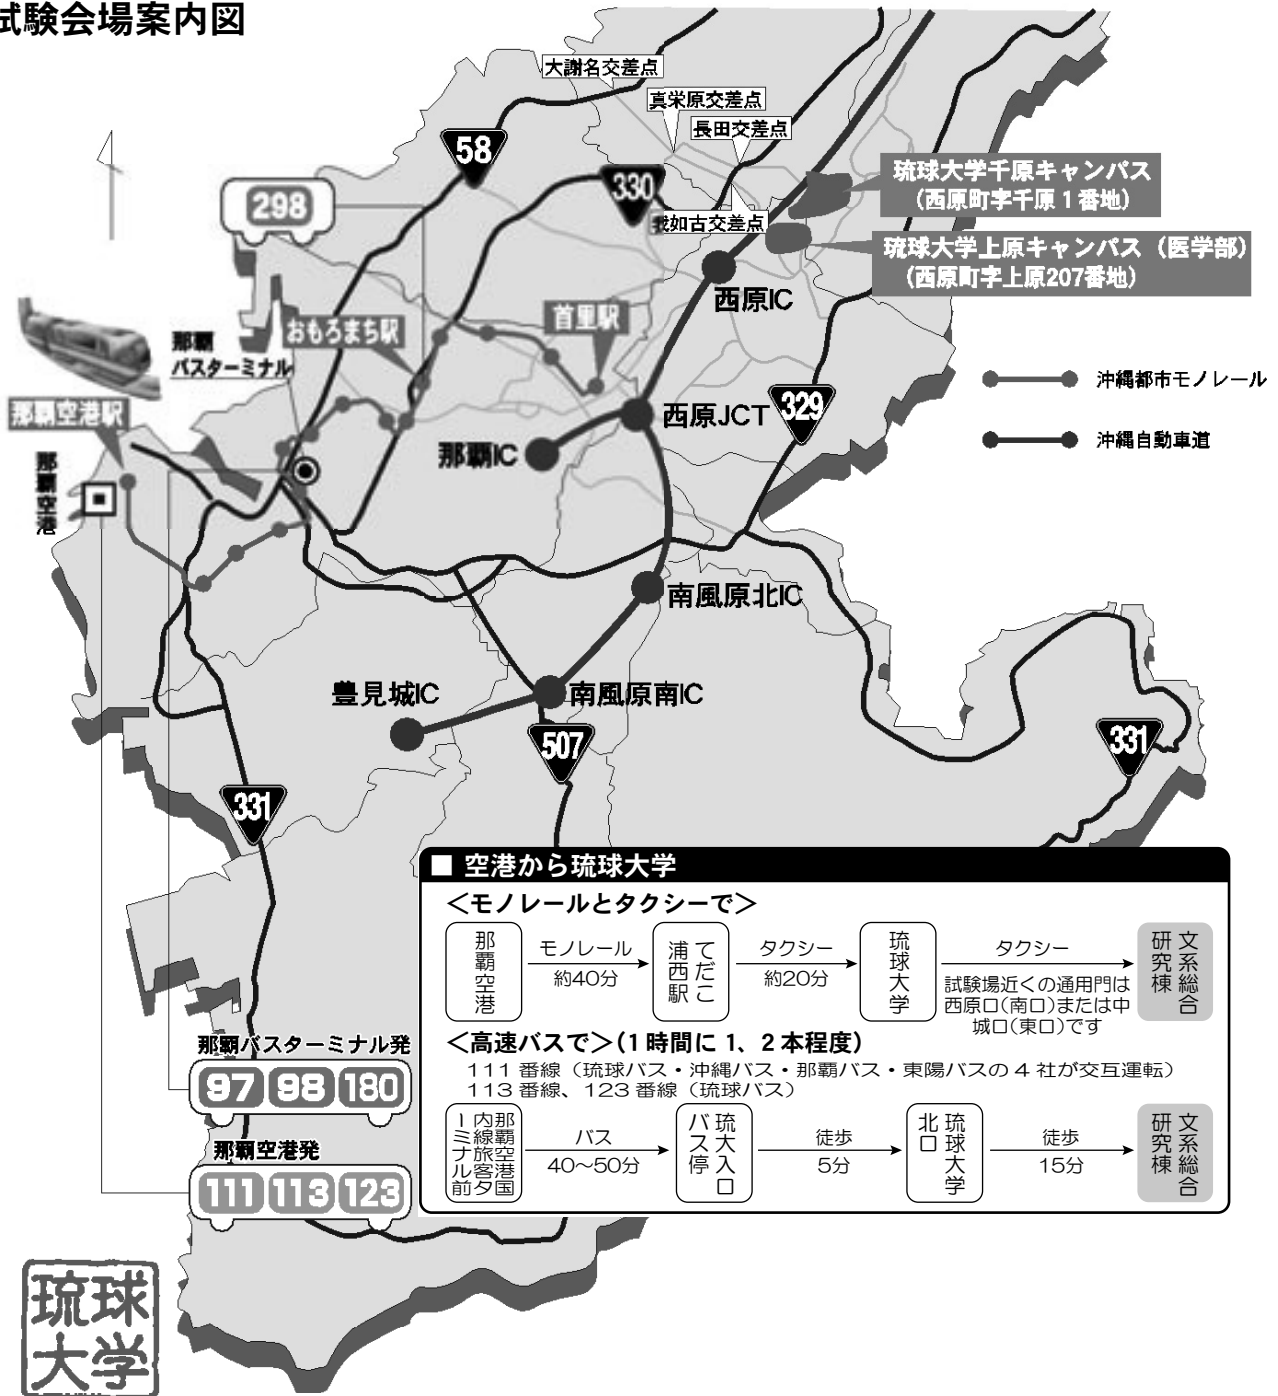 試験会場案内図
大謝名交差点
真栄原交差点
長田交差点
58
330
298
我如古交差点
琉球大学千原キャンパス
(西原町字千原1番地)
琉球大学上原キャンパス(医学部)
(西原町字上原207番地)
西原IC
首里駅
おもろまち駅
那覇
バスターミナル
沖縄都市モノレール
那覇空港駅
西原JCT
329
沖縄自動車道
那覇IC
那覇空港
南風原北IC
豊見城IC
南風原南IC
507
331
331
■ 空港から琉球大学
<モノレールとタクシーで>
那覇空港
モノレール
約40分
てだこ
浦西駅
タクシー
約20分
琉球大学
タクシー
試験場近くの通用門は
西原口(南口)または中
城口(東口)です
文系総合
研究棟
<高速バスで>(1時間に1、2本程度)
111番線(琉球バス・沖縄バス・那覇バス・東陽バスの4社が交互運転)
113番線、123番線(琉球バス)
那覇空港国
内線旅客タ
ーミナル前
バス
40~50分
琉大入口
バス停
徒歩
5分
琉球大学
北口
徒歩
15分
文系総合
研究棟
那覇バスターミナル発
97 98 180
那覇空港発
111 113 123
琉球
大学